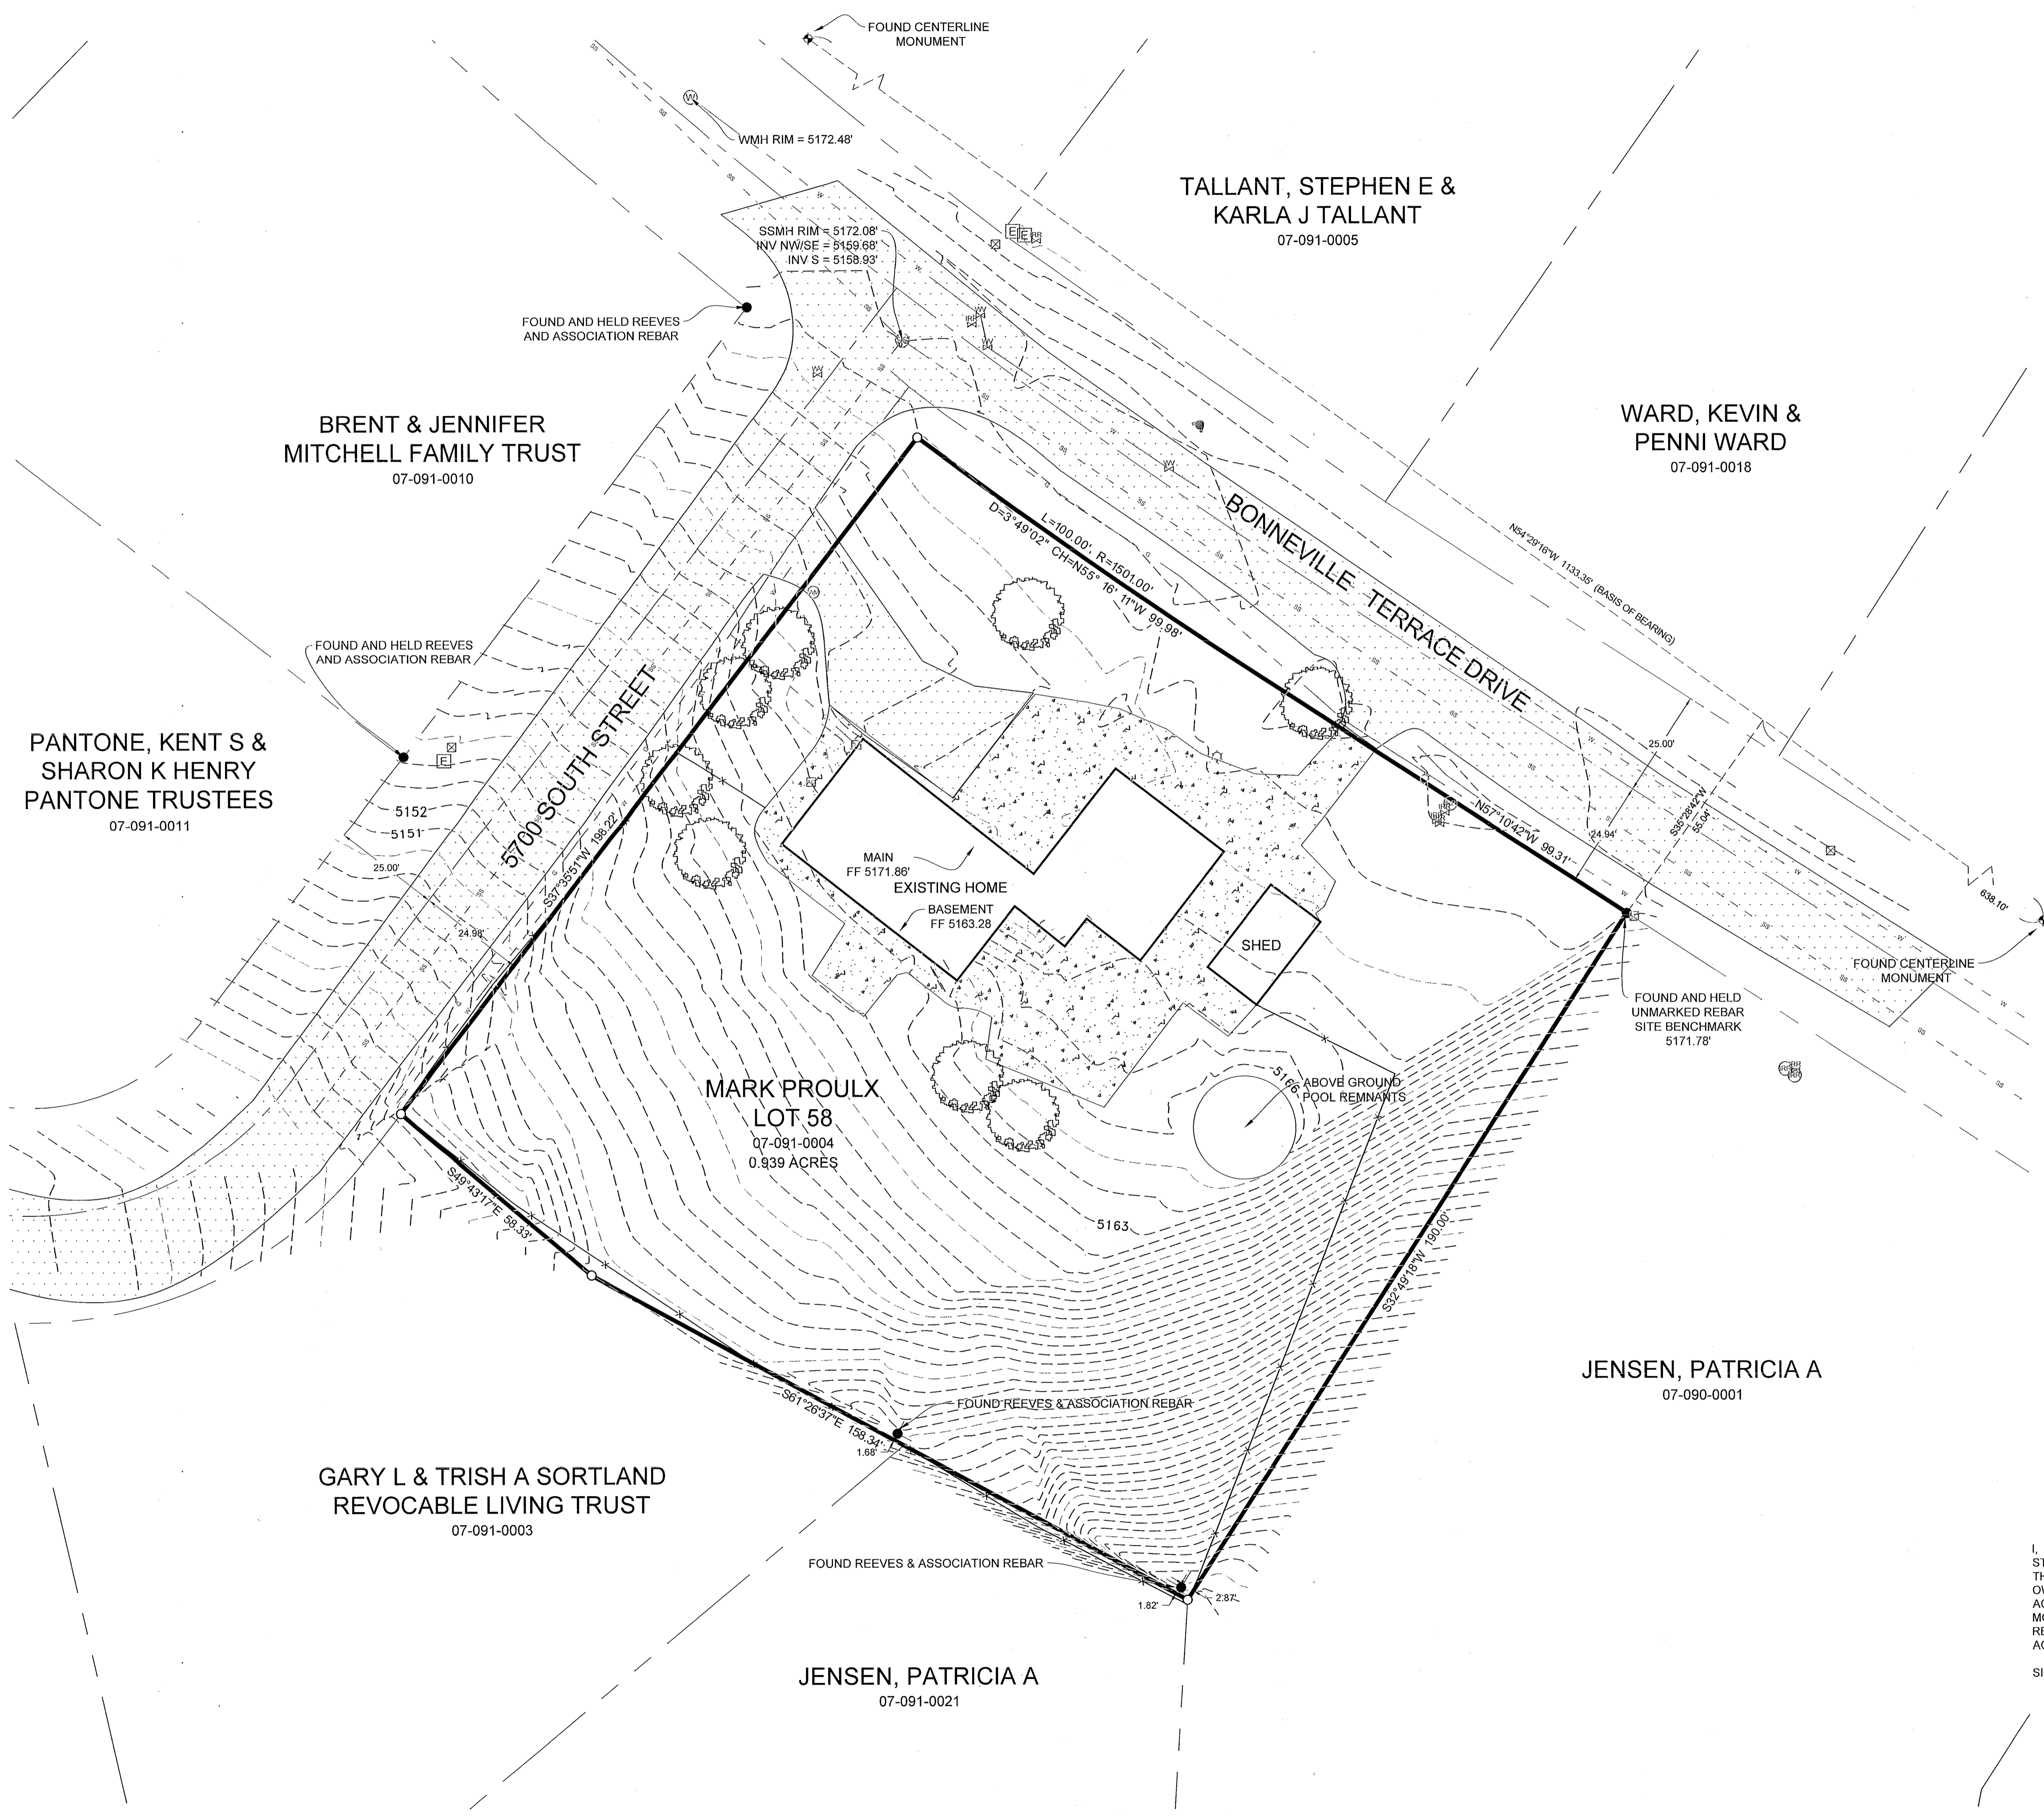 FOUND CENTERLINE
MONUMENT
WMH RIM = 5172.48'
TALLANT, STEPHEN E &
KARLA J TALLANT
07-091-0005
SSMH RIM = 5172.08'
INV NW/SE = 5159.68'
INV S = 5158.93'
FOUND AND HELD REEVES
AND ASSOCIATION REBAR
BRENT & JENNIFER
MITCHELL FAMILY TRUST
07-091-0010
WARD, KEVIN &
PENNI WARD
07-091-0018
BONNEVILLE TERRACE DRIVE
L=100.00', R=1501.00'
D=3°49'02" CH=N55° 16' 11"W 99.98'
N54°29'16"W 1133.35' (BASIS OF BEARING)
FOUND AND HELD REEVES
AND ASSOCIATION REBAR
PANTONE, KENT S &
SHARON K HENRY
PANTONE TRUSTEES
07-091-0011
E
5152
5151
25.00'
24.98'
5700 SOUTH STREET
S37°35'51"W 198.22'
25.00'
24.94'
S35°28'42"W
55.04'
N57°10'42"W 99.31'
638.10'
MAIN
FF 5171.86'
EXISTING HOME
BASEMENT
FF 5163.28
SHED
FOUND CENTERLINE
MONUMENT
FOUND AND HELD
UNMARKED REBAR
SITE BENCHMARK
5171.78'
MARK PROULX
LOT 58
07-091-0004
0.939 ACRES
5166
ABOVE GROUND
POOL REMNANTS
5163
S49°43'17"E 58.33'
S32°49'18"W 190.00'
JENSEN, PATRICIA A
07-090-0001
S61°26'37"E 158.34'
1.68'
FOUND REEVES & ASSOCIATION REBAR
GARY L & TRISH A SORTLAND
REVOCABLE LIVING TRUST
07-091-0003
FOUND REEVES & ASSOCIATION REBAR
1.82'
2.87'
JENSEN, PATRICIA A
07-091-0021